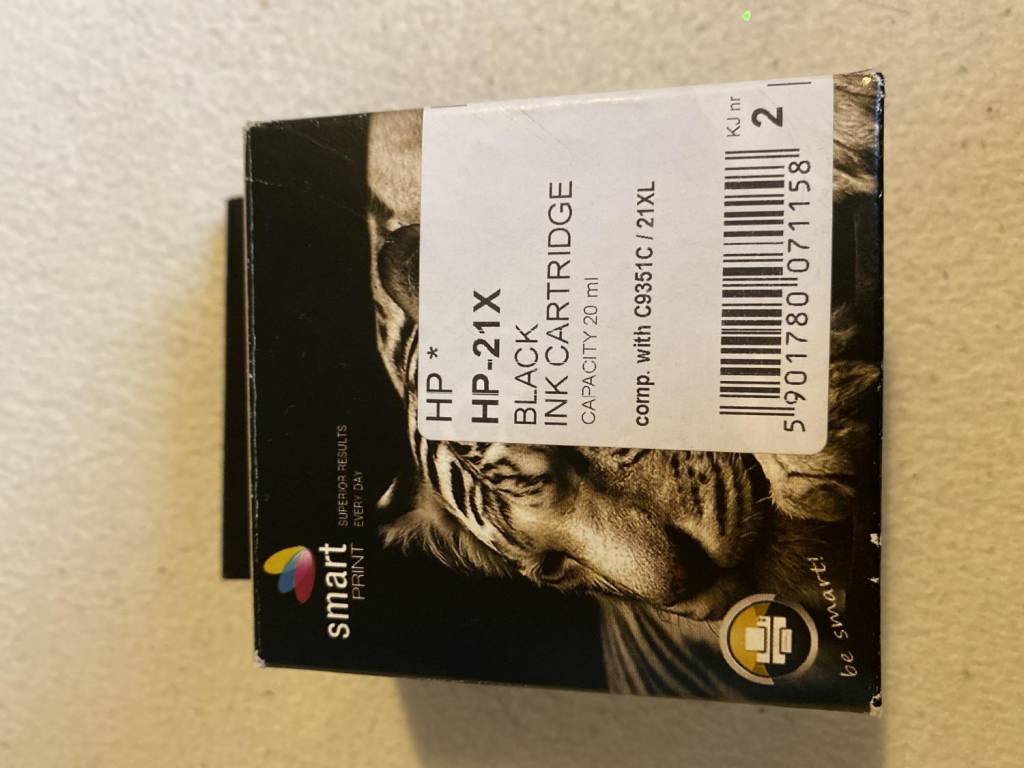 smart
PRINT
SUPERIOR RESULTS
EVERY DAY
HP *
HP-21X
BLACK
INK CARTRIDGE
CAPACITY 20 ml
comp. with C9351C / 21XL
KJ nr
2
5 901780 071158
be smart!